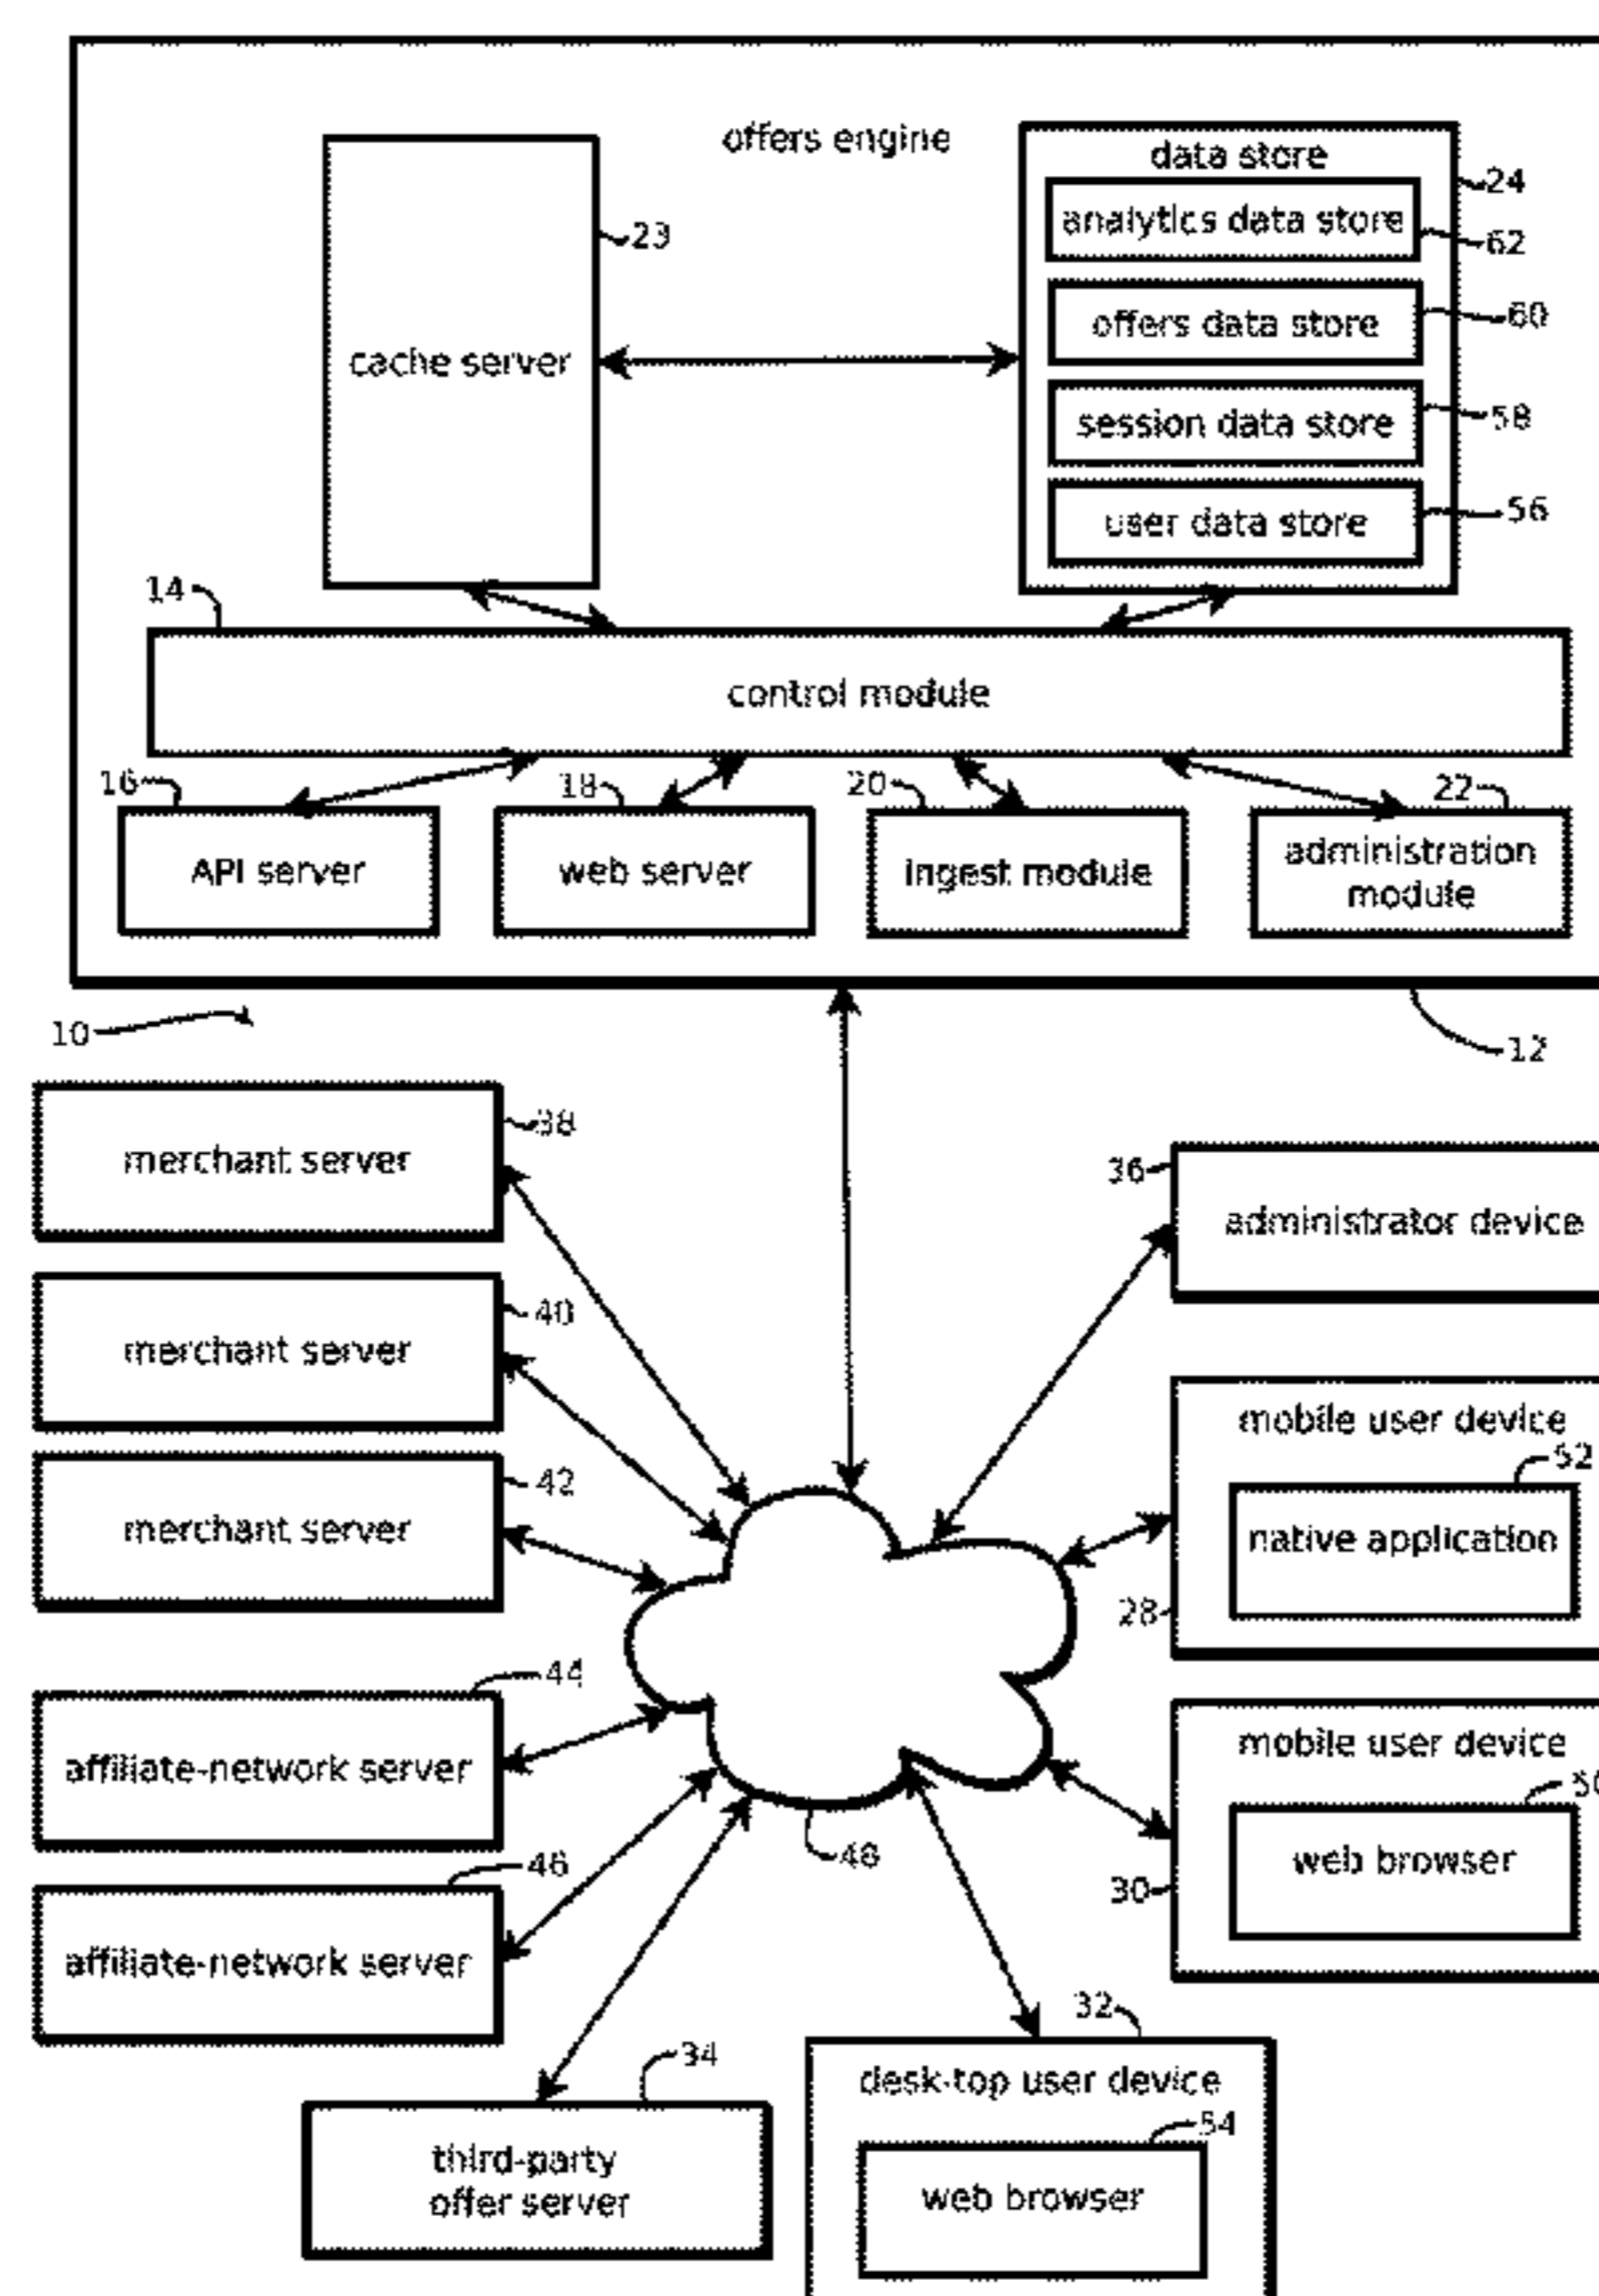 offers engine
data store
24
analytics data store
62
23
offers data store
60
cache server
session data store
58
user data store
56
14
control module
16
18
20
22
API server
web server
ingest module
administration
module
10
12
38
merchant server
36
administrator device
40
merchant server
mobile user device
52
42
merchant server
native application
28
44
mobile user device
affiliate-network server
web browser
48
46
30
affiliate-network server
32
34
desk-top user device
54
third-party
offer server
web browser